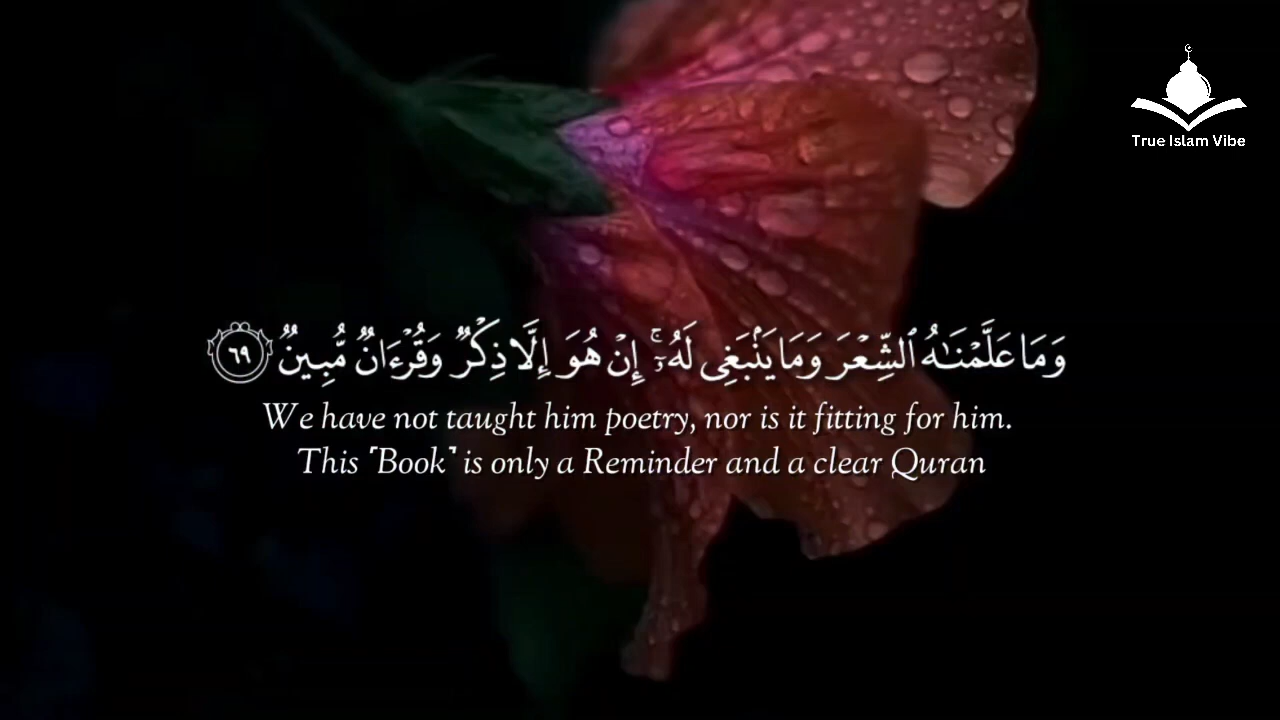 True Islam Vibe
وَمَا عَلَّمْنَـٰهُ ٱلشِّعْرَ وَمَا يَنۢبَغِى لَهُۥٓ ۚ إِنْ هُوَ إِلَّا ذِكْرٌ وَقُرْءَانٌ مُّبِينٌ ٦٩
We have not taught him poetry, nor is it fitting for him.
This ˹Book˺ is only a Reminder and a clear Quran